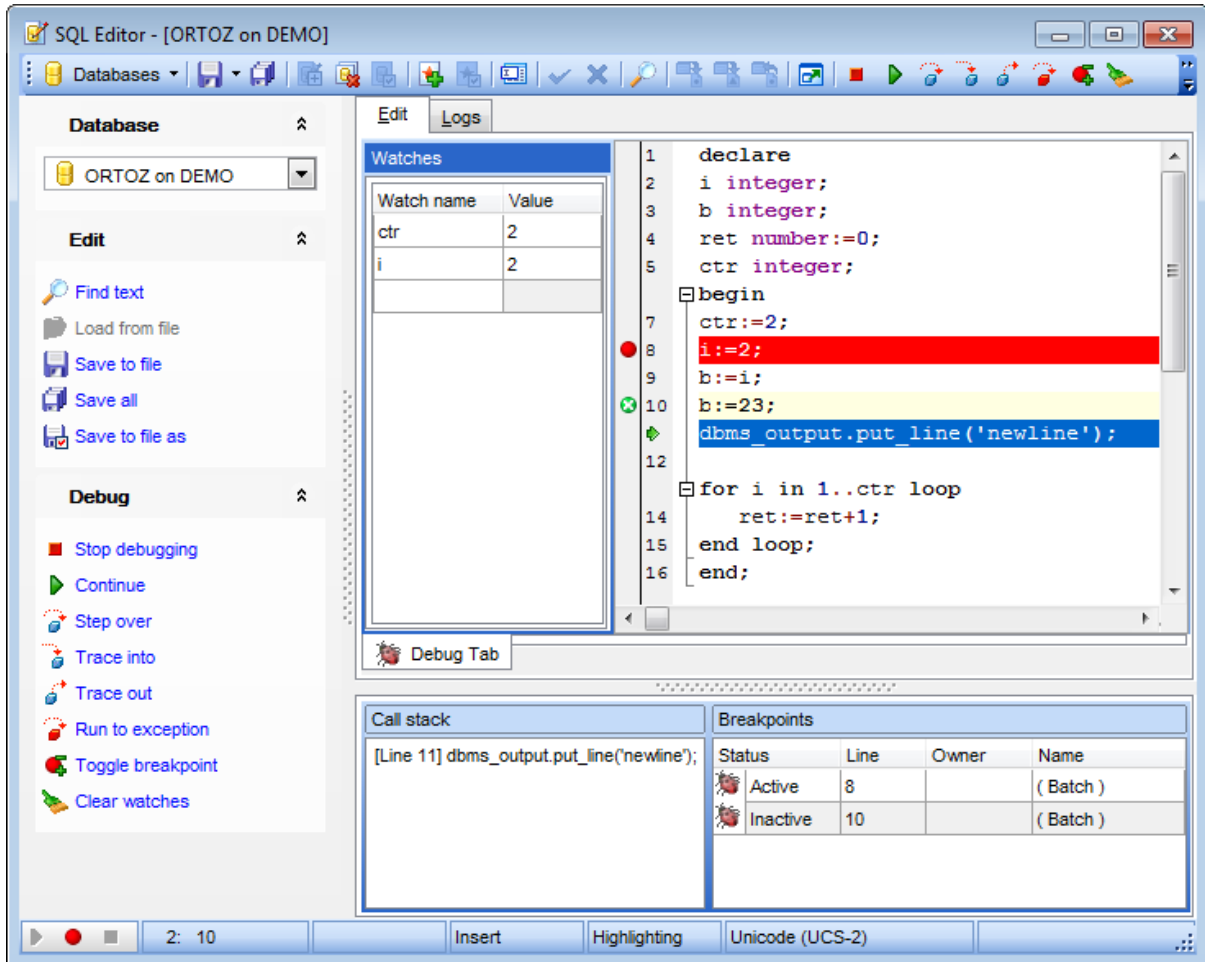 SQL Editor - [ORTOZ on DEMO]
Databases
Database
ORTOZ on DEMO
Edit
Find text
Load from file
Save to file
Save all
Save to file as
Debug
Stop debugging
Continue
Step over
Trace into
Trace out
Run to exception
Toggle breakpoint
Clear watches
Edit Logs
Watches
Watch name Value
ctr 2
i 2
1 declare
2 i integer;
3 b integer;
4 ret number:=0;
5 ctr integer;
begin
7 ctr:=2;
8 i:=2;
9 b:=i;
10 b:=23;
dbms_output.put_line('newline');
12
for i in 1..ctr loop
14 ret:=ret+1;
15 end loop;
16 end;
Debug Tab
Call stack
[Line 11] dbms_output.put_line('newline');
Breakpoints
Status Line Owner Name
Active 8 ( Batch )
Inactive 10 ( Batch )
2: 10 Insert Highlighting Unicode (UCS-2)